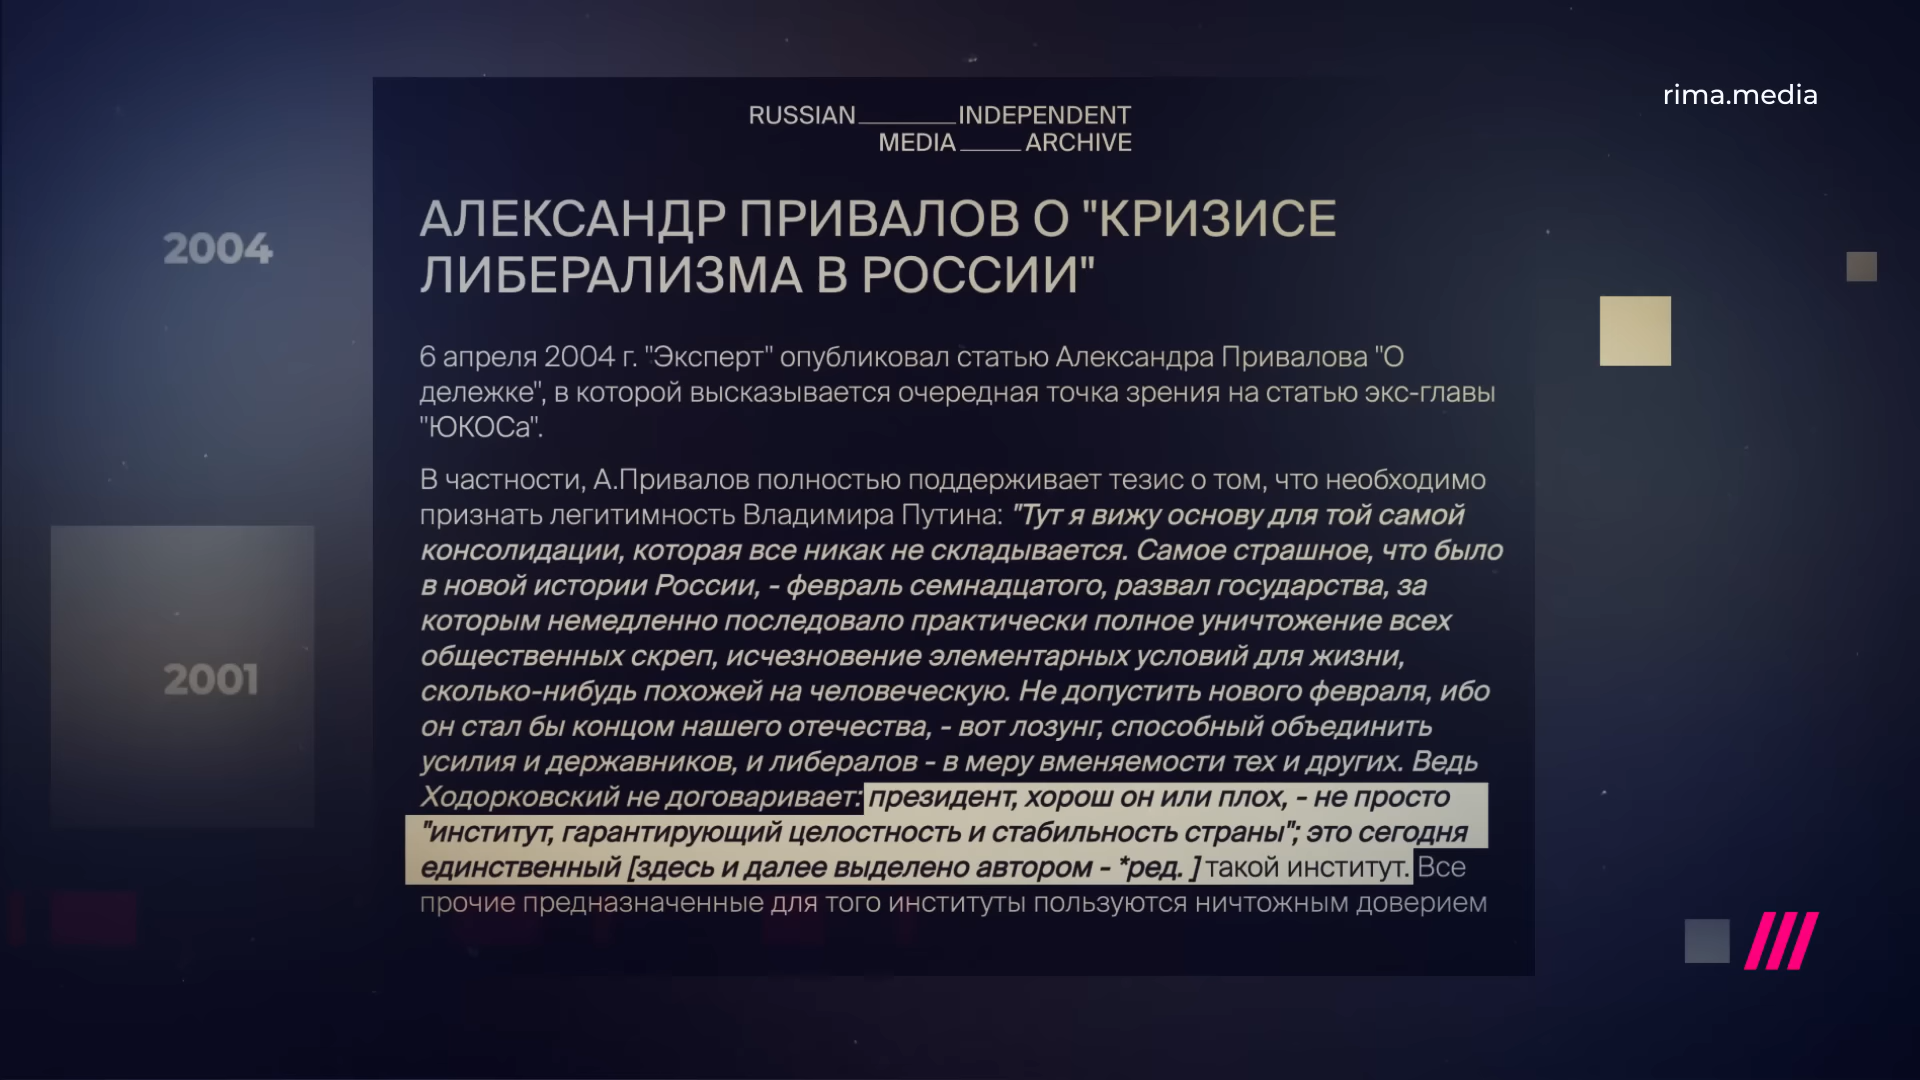 rima.media
RUSSIAN INDEPENDENT
MEDIA ARCHIVE
2004
2001
АЛЕКСАНДР ПРИВАЛОВ О "КРИЗИСЕ
ЛИБЕРАЛИЗМА В РОССИИ"
6 апреля 2004 г. "Эксперт" опубликовал статью Александра Привалова "О
дележке", в которой высказывается очередная точка зрения на статью экс-главы
"ЮКОСа".
В частности, А.Привалов полностью поддерживает тезис о том, что необходимо
признать легитимность Владимира Путина: "Тут я вижу основу для той самой
консолидации, которая все никак не складывается. Самое страшное, что было
в новой истории России, - февраль семнадцатого, развал государства, за
которым немедленно последовало практически полное уничтожение всех
общественных скреп, исчезновение элементарных условий для жизни,
сколько-нибудь похожей на человеческую. Не допустить нового февраля, ибо
он стал бы концом нашего отечества, - вот лозунг, способный объединить
усилия и державников, и либералов - в меру вменяемости тех и других. Ведь
Ходорковский не договаривает: президент, хорош он или плох, - не просто
"институт, гарантирующий целостность и стабильность страны"; это сегодня
единственный [здесь и далее выделено автором - *ред. ] такой институт. Все
прочие предназначенные для того институты пользуются ничтожным доверием